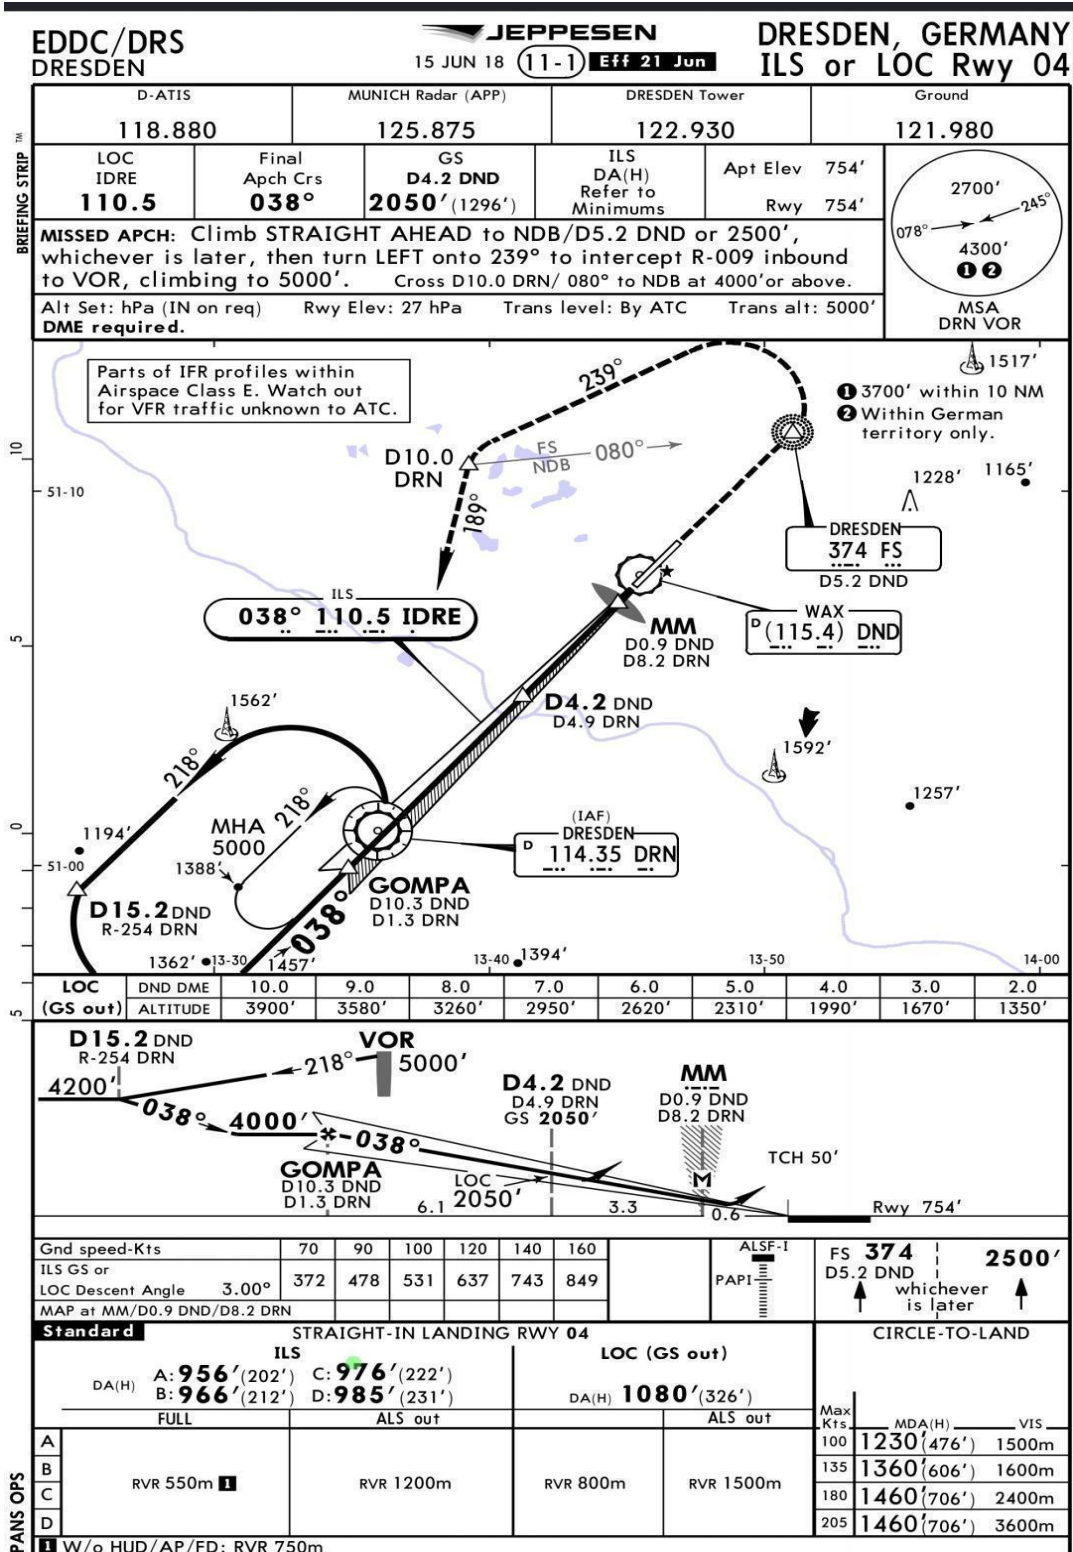 EDDC/DRS
DRESDEN
JEPPESEN
15 JUN 18 11-1 Eff 21 Jun
DRESDEN, GERMANY
ILS or LOC Rwy 04
BRIEFING STRIP TM
D-ATIS
118.880
MUNICH Radar (APP)
125.875
DRESDEN Tower
122.930
Ground
121.980
LOC
IDRE
110.5
Final
Apch Crs
038°
GS
D4.2 DND
2050'(1296')
ILS
DA(H)
Refer to
Minimums
Apt Elev 754'
Rwy 754'
2700'
245°
078°
4300'
1 2
MSA
DRN VOR
MISSED APCH: Climb STRAIGHT AHEAD to NDB/D5.2 DND or 2500',
whichever is later, then turn LEFT onto 239° to intercept R-009 inbound
to VOR, climbing to 5000'. Cross D10.0 DRN/ 080° to NDB at 4000'or above.
Alt Set: hPa (IN on req) Rwy Elev: 27 hPa Trans level: By ATC Trans alt: 5000'
DME required.
Parts of IFR profiles within
Airspace Class E. Watch out
for VFR traffic unknown to ATC.
239°
1517'
1 3700' within 10 NM
2 Within German
territory only.
D10.0
DRN
FS
NDB
080°
189°
1228'
1165'
10
51-10
DRESDEN
374 FS
D5.2 DND
ILS
038° 110.5 IDRE
WAX
D (115.4) DND
MM
D0.9 DND
D8.2 DRN
5
D4.2 DND
D4.9 DRN
1562'
218°
1592'
1257'
218°
MHA
5000
(IAF)
DRESDEN
D 114.35 DRN
0
1194'
51-00
1388'
GOMPA
D10.3 DND
D1.3 DRN
D15.2 DND
R-254 DRN
038°
1362' 13-30 1457' 13-40 1394' 13-50 14-00
5
LOC
(GS out)
DND DME 10.0 9.0 8.0 7.0 6.0 5.0 4.0 3.0 2.0
ALTITUDE 3900' 3580' 3260' 2950' 2620' 2310' 1990' 1670' 1350'
D15.2 DND
R-254 DRN
VOR
218° 5000'
4200'
038° 4000'
038°
GOMPA
D10.3 DND
D1.3 DRN
D4.2 DND
D4.9 DRN
GS 2050'
LOC
2050'
MM
D0.9 DND
D8.2 DRN
M
TCH 50'
6.1 3.3 0.6
Rwy 754'
Gnd speed-Kts 70 90 100 120 140 160
ILS GS or
LOC Descent Angle 3.00° 372 478 531 637 743 849
MAP at MM/D0.9 DND/D8.2 DRN
ALSF-I
PAPI
FS 374
D5.2 DND
whichever
is later
2500'
Standard
STRAIGHT-IN LANDING RWY 04
CIRCLE-TO-LAND
ILS
DA(H) A: 956'(202') C: 976'(222')
B: 966'(212') D: 985'(231')
LOC (GS out)
DA(H) 1080'(326')
FULL
ALS out
ALS out
Max
Kts MDA(H) VIS
A
B
C
D
RVR 550m 1
RVR 1200m
RVR 800m
RVR 1500m
100 1230'(476') 1500m
135 1360'(606') 1600m
180 1460'(706') 2400m
205 1460'(706') 3600m
1 W/o HUD/AP/FD: RVR 750m
PANS OPS